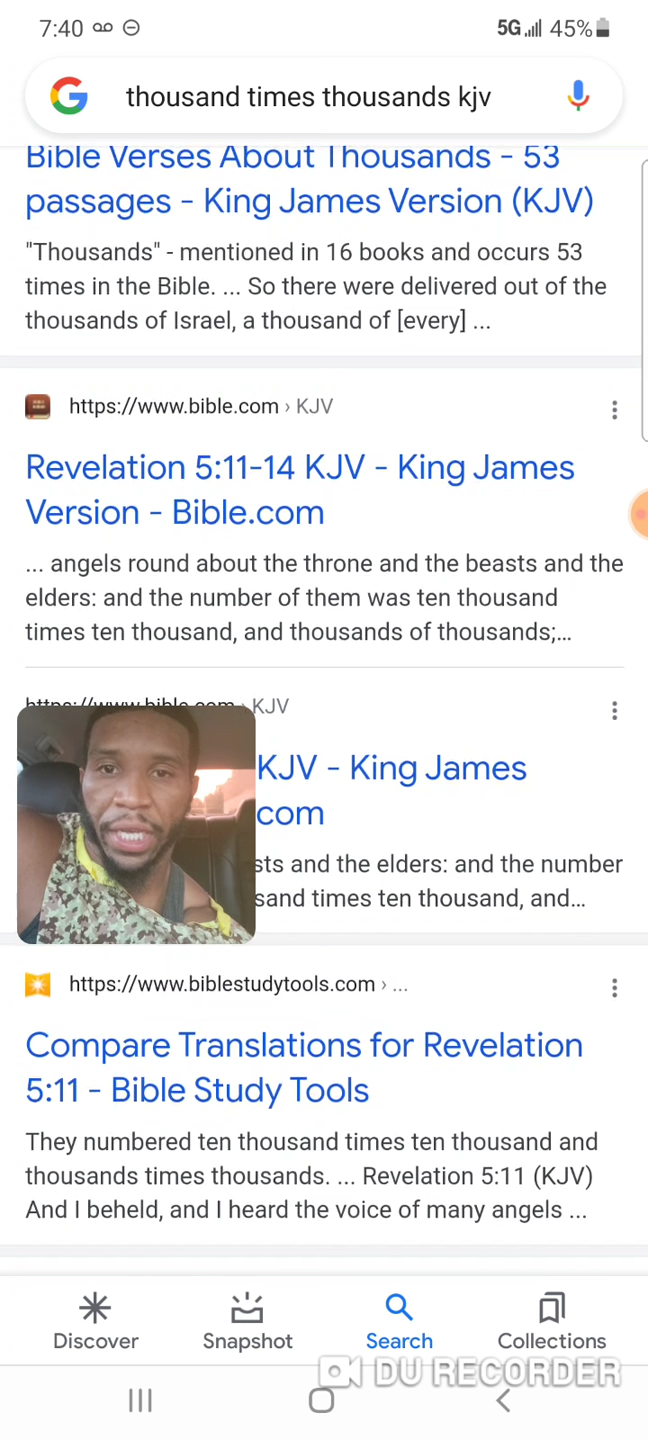 7:40
5G 45%
thousand times thousands kjv
Bible Verses About Thousands - 53
passages - King James Version (KJV)
"Thousands" - mentioned in 16 books and occurs 53
times in the Bible. ... So there were delivered out of the
thousands of Israel, a thousand of [every] ...
https://www.bible.com › KJV
Revelation 5:11-14 KJV - King James
Version - Bible.com
... angels round about the throne and the beasts and the
elders: and the number of them was ten thousand
times ten thousand, and thousands of thousands;...
https://www.bible.com › KJV
KJV - King James
com
and the elders: and the number
times ten thousand, and...
https://www.biblestudytools.com › ...
Compare Translations for Revelation
5:11 - Bible Study Tools
They numbered ten thousand times ten thousand and
thousands times thousands. ... Revelation 5:11 (KJV)
And I beheld, and I heard the voice of many angels ...
Discover Snapshot Search Collections
DU RECORDER